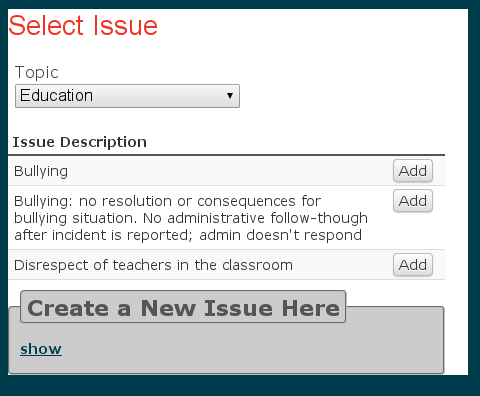 Select Issue
Topic
Education
Issue Description
Bullying
Add
Bullying: no resolution or consequences for
bullying situation. No administrative follow-though
after incident is reported; admin doesn't respond
Add
Disrespect of teachers in the classroom
Add
Create a New Issue Here
show